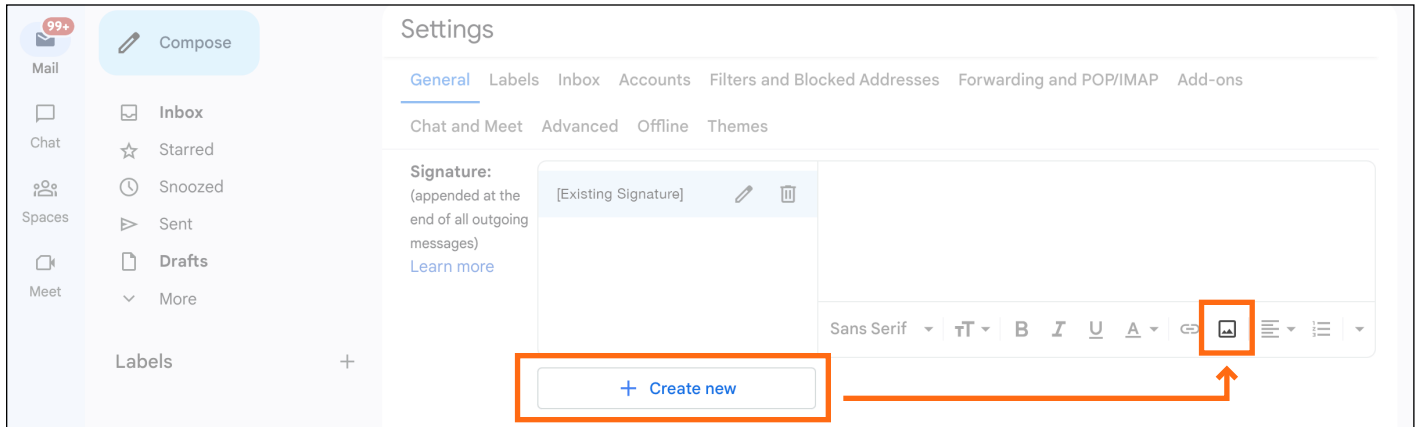 99+
Mail
Chat
Spaces
Meet
Compose
Inbox
Starred
Snoozed
Sent
Drafts
More
Labels
Settings
General Labels Inbox Accounts Filters and Blocked Addresses Forwarding and POP/IMAP Add-ons
Chat and Meet Advanced Offline Themes
Signature:
(appended at the
end of all outgoing
messages)
Learn more
[Existing Signature]
Sans Serif
Create new